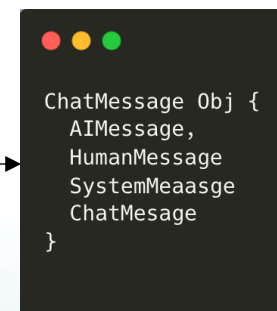 ChatMessage Obj {
AIMessage,
HumanMessage
SystemMeaasge
ChatMesage
}